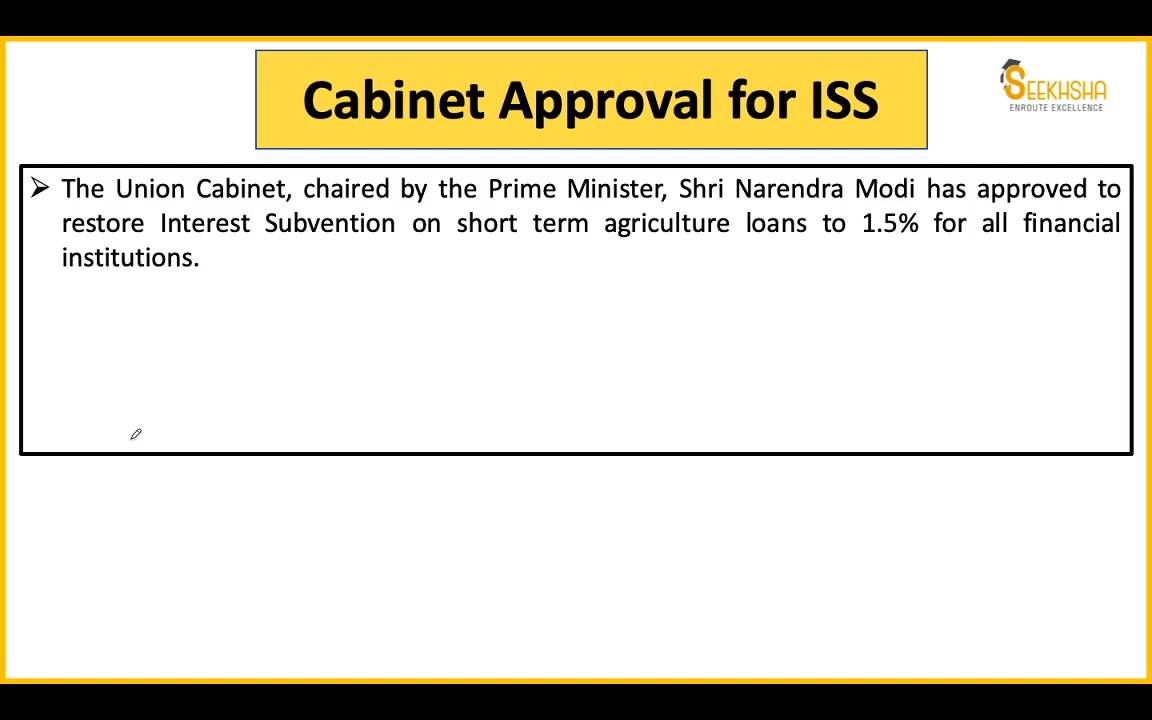 Cabinet Approval for ISS
SEEKHSHA
ENROUTE EXCELLENCE
➢ The Union Cabinet, chaired by the Prime Minister, Shri Narendra Modi has approved to
restore Interest Subvention on short term agriculture loans to 1.5% for all financial
institutions.